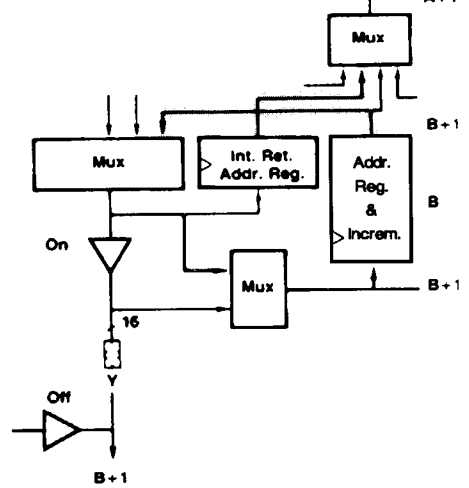 Mux
B+1
Mux
Int. Ret.
Addr. Reg.
Addr.
Reg.
&
Increm.
B
On
Mux
B+1
16
Y
Off
B+1